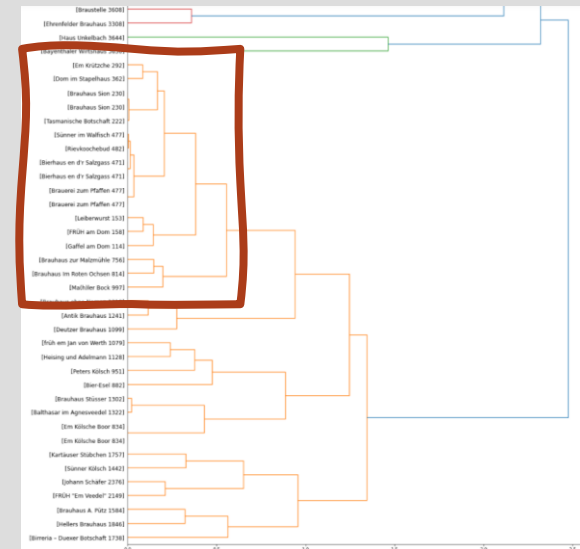 [Braustelle 3608]
[Ehrenfelder Brauhaus 3308]
[Haus Unkelbach 3644]
[Em Krützche 292]
[Dom im Stapelhaus 362]
[Brauhaus Sion 230]
[Brauhaus Sion 230]
[Tasmanische Botschaft 222]
[Sünner im Walfisch 477]
[Rievkoochebud 482]
[Bierhaus en d'r Salzgass 471]
[Bierhaus en d'r Salzgass 471]
[Brauerei zum Pfaffen 477]
[Brauerei zum Pfaffen 477]
[Leiberwurst 153]
[FRÜH am Dom 158]
[Gaffel am Dom 114]
[Brauhaus zur Malzmühle 756]
[Brauhaus im Roten Ochsen 814]
[Malhiller Bock 997]
[Antik Brauhaus 1241]
[Deutzer Brauhaus 1099]
[früh em Jan von Werth 1079]
[Heising und Adelmann 1128]
[Peters Kölsch 951]
[Bier-Esel 882]
[Brauhaus Stüsser 1302]
[Balthasar im Agnesveedel 1322]
[Em Kölsche Boor 834]
[Em Kölsche Boor 834]
[Kartäuser Stübchen 1757]
[Sünner Kölsch 1442]
[Johann Schäfer 2376]
[FRÜH "Em Veedel" 2149]
[Brauhaus A. Pütz 1584]
[Hellers Brauhaus 1846]
[Birreria – Duexer Botschaft 1738]